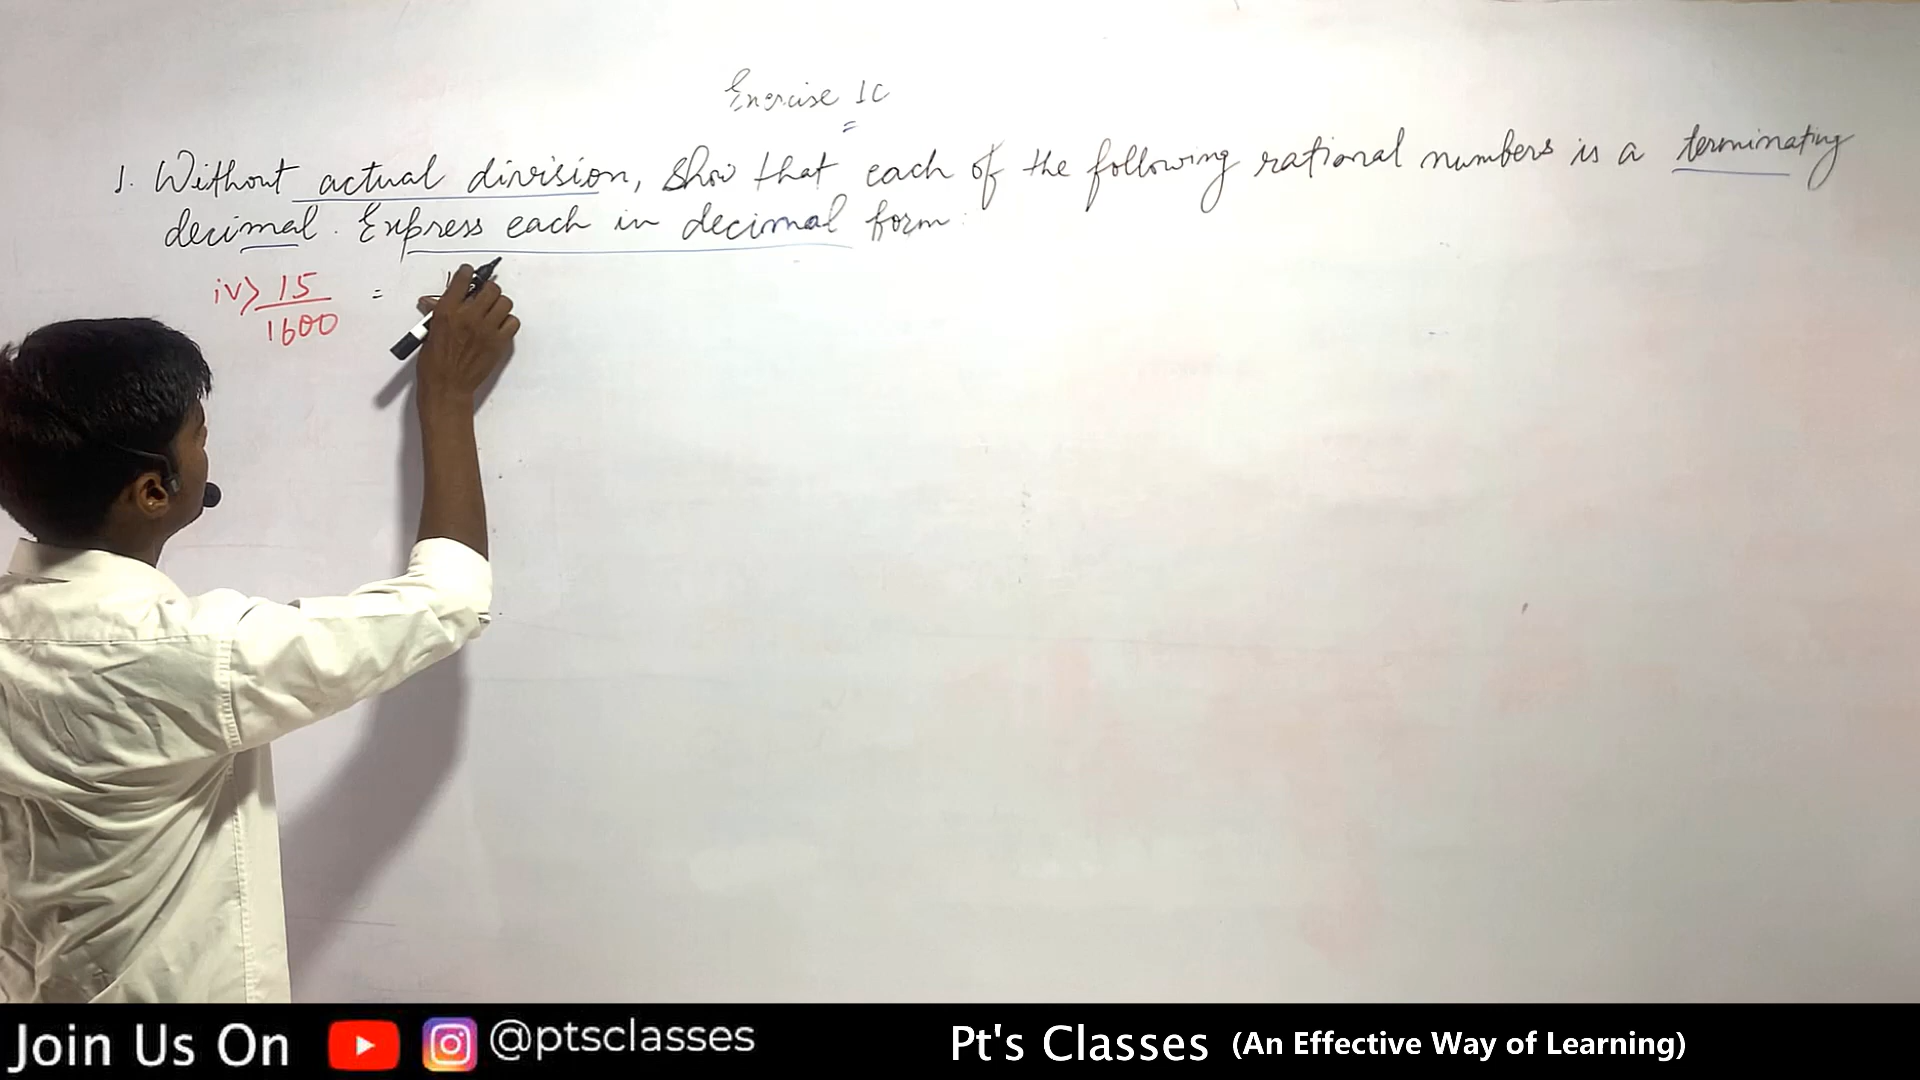 Exercise 1C
1. Without actual division, show that each of the following rational numbers is a terminating
decimal. Express each in decimal form.
iv> 15
1600
=
Join Us On @ptsclasses Pt's Classes (An Effective Way of Learning)